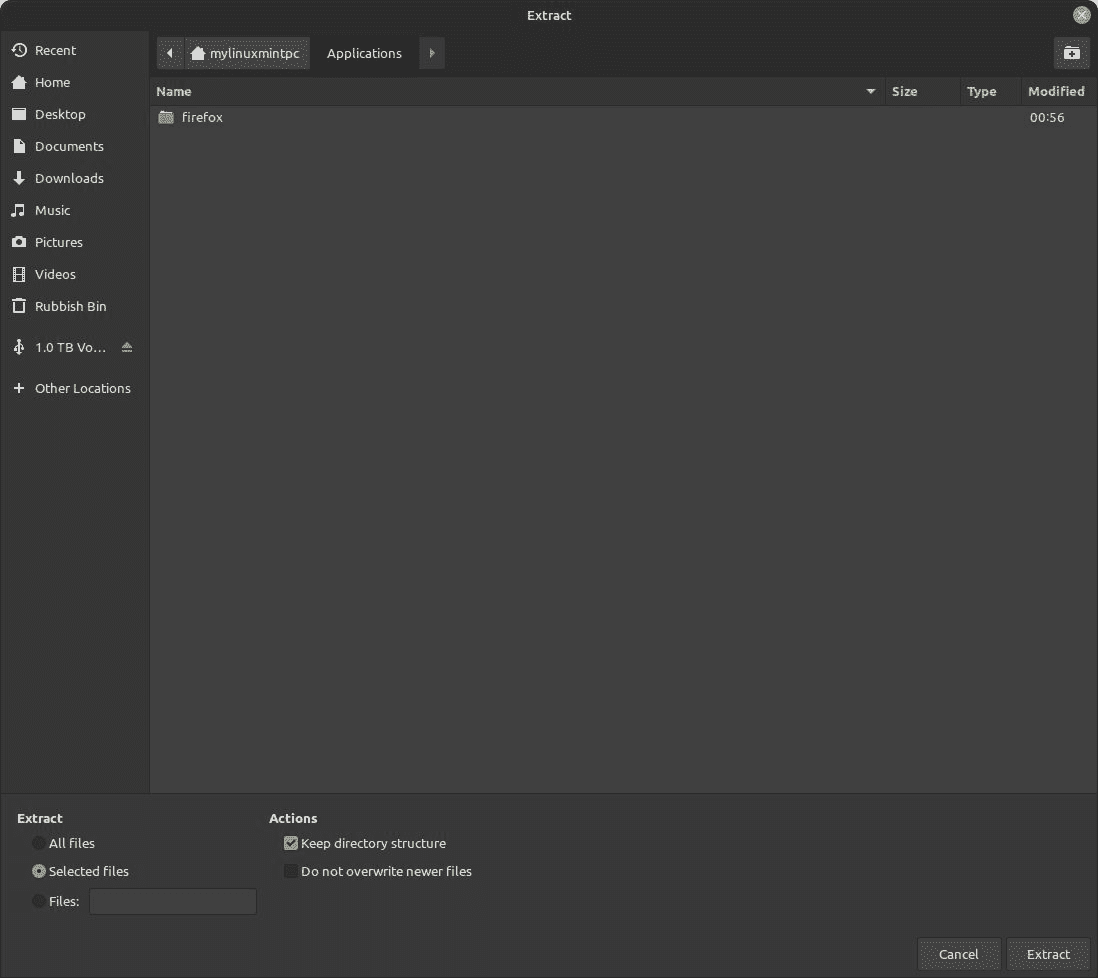 Extract
Recent
Home
Desktop
Documents
Downloads
Music
Pictures
Videos
Rubbish Bin
1.0 TB Vo...
Other Locations
mylinuxmintpc Applications
Name Size Type Modified
firefox 00:56
Extract
All files
Selected files
Files:
Actions
Keep directory structure
Do not overwrite newer files
Cancel Extract